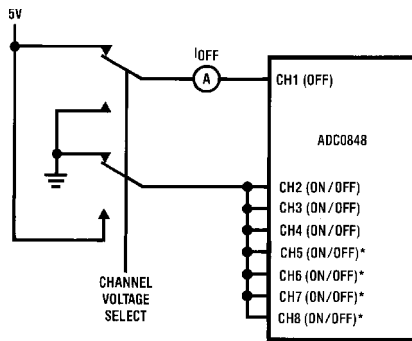 5V
IOFF
A
CH1 (OFF)
ADC0848
CH2 (ON/OFF)
CH3 (ON/OFF)
CH4 (ON/OFF)
CH5 (ON/OFF)*
CH6 (ON/OFF)*
CH7 (ON/OFF)*
CH8 (ON/OFF)*
CHANNEL
VOLTAGE
SELECT